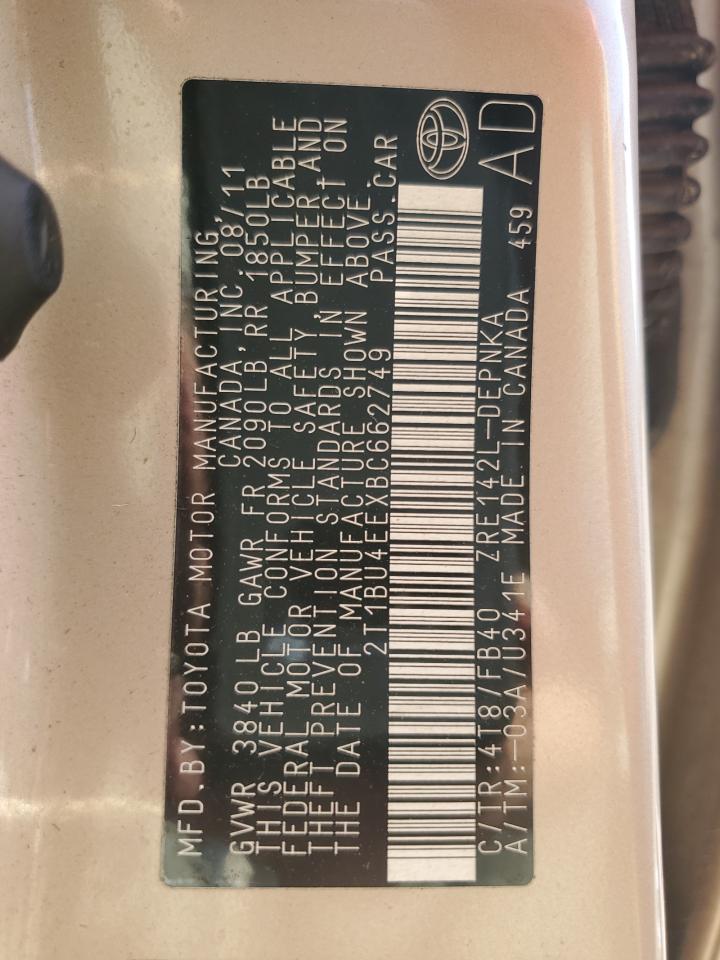 MFD.BY:TOYOTA MOTOR MANUFACTURING,
CANADA, INC. 08/11
GVWR 3840 LB GAWR FR 2090LB, RR 1850LB
THIS VEHICLE CONFORMS TO ALL APPLICABLE
FEDERAL MOTOR VEHICLE SAFETY, BUMPER AND
THEFT PREVENTION STANDARDS IN EFFECT ON
THE DATE OF MANUFACTURE SHOWN ABOVE.
2T1BU4EEXBC662749 PASS.CAR
C/TR:4T8/FB40 ZRE142L-DEPNKA
A/TM:-03A/U341E MADE IN CANADA 459 AD